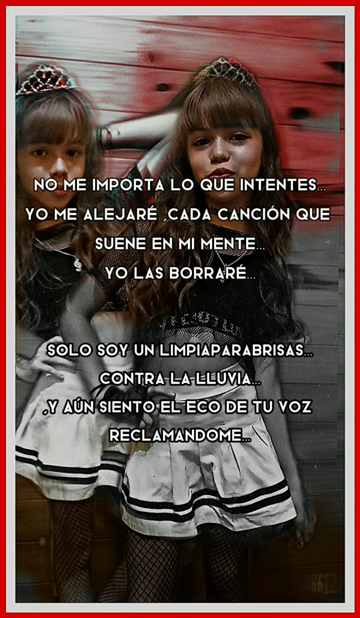 NO ME IMPORTA LO QUE INTENTES...
YO ME ALEJARÉ ,CADA CANCIÓN QUE
SUENE EN MI MENTE...
YO LAS BORRARÉ...
SOLO SOY UN LIMPIAPARABRISAS...
CONTRA LA LLUVIA...
,Y AÚN SIENTO EL ECO DE TU VOZ
RECLAMANDOME...